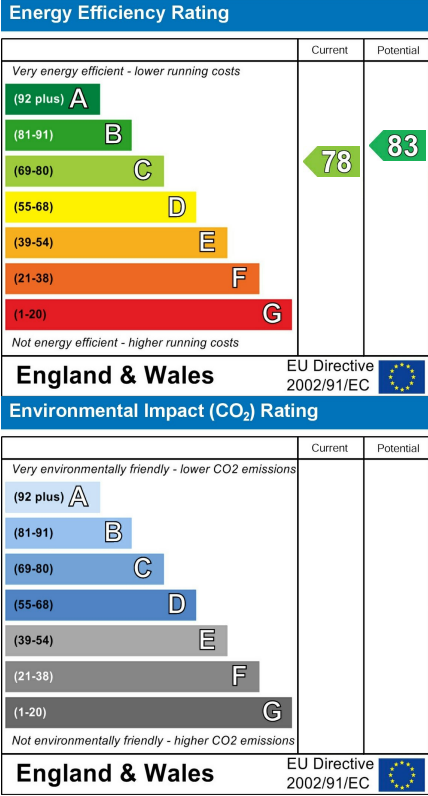 Energy Efficiency Rating
Current Potential
Very energy efficient - lower running costs
(92 plus) A
(81-91) B
(69-80) C
(55-68) D
(39-54) E
(21-38) F
(1-20) G
78
83
Not energy efficient - higher running costs
England & Wales
EU Directive
2002/91/EC
Environmental Impact (CO₂) Rating
Current Potential
Very environmentally friendly - lower CO2 emissions
(92 plus) A
(81-91) B
(69-80) C
(55-68) D
(39-54) E
(21-38) F
(1-20) G
Not environmentally friendly - higher CO2 emissions
England & Wales
EU Directive
2002/91/EC